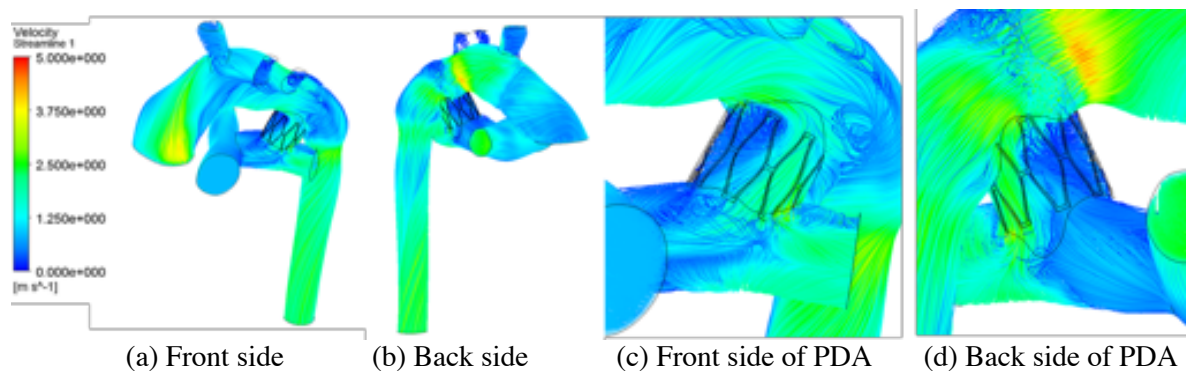 Velocity
Streamline 1
5.000e+000
3.750e+000
2.500e+000
1.250e+000
0.000e+000
[m s^-1]
(a) Front side
(b) Back side
(c) Front side of PDA
(d) Back side of PDA